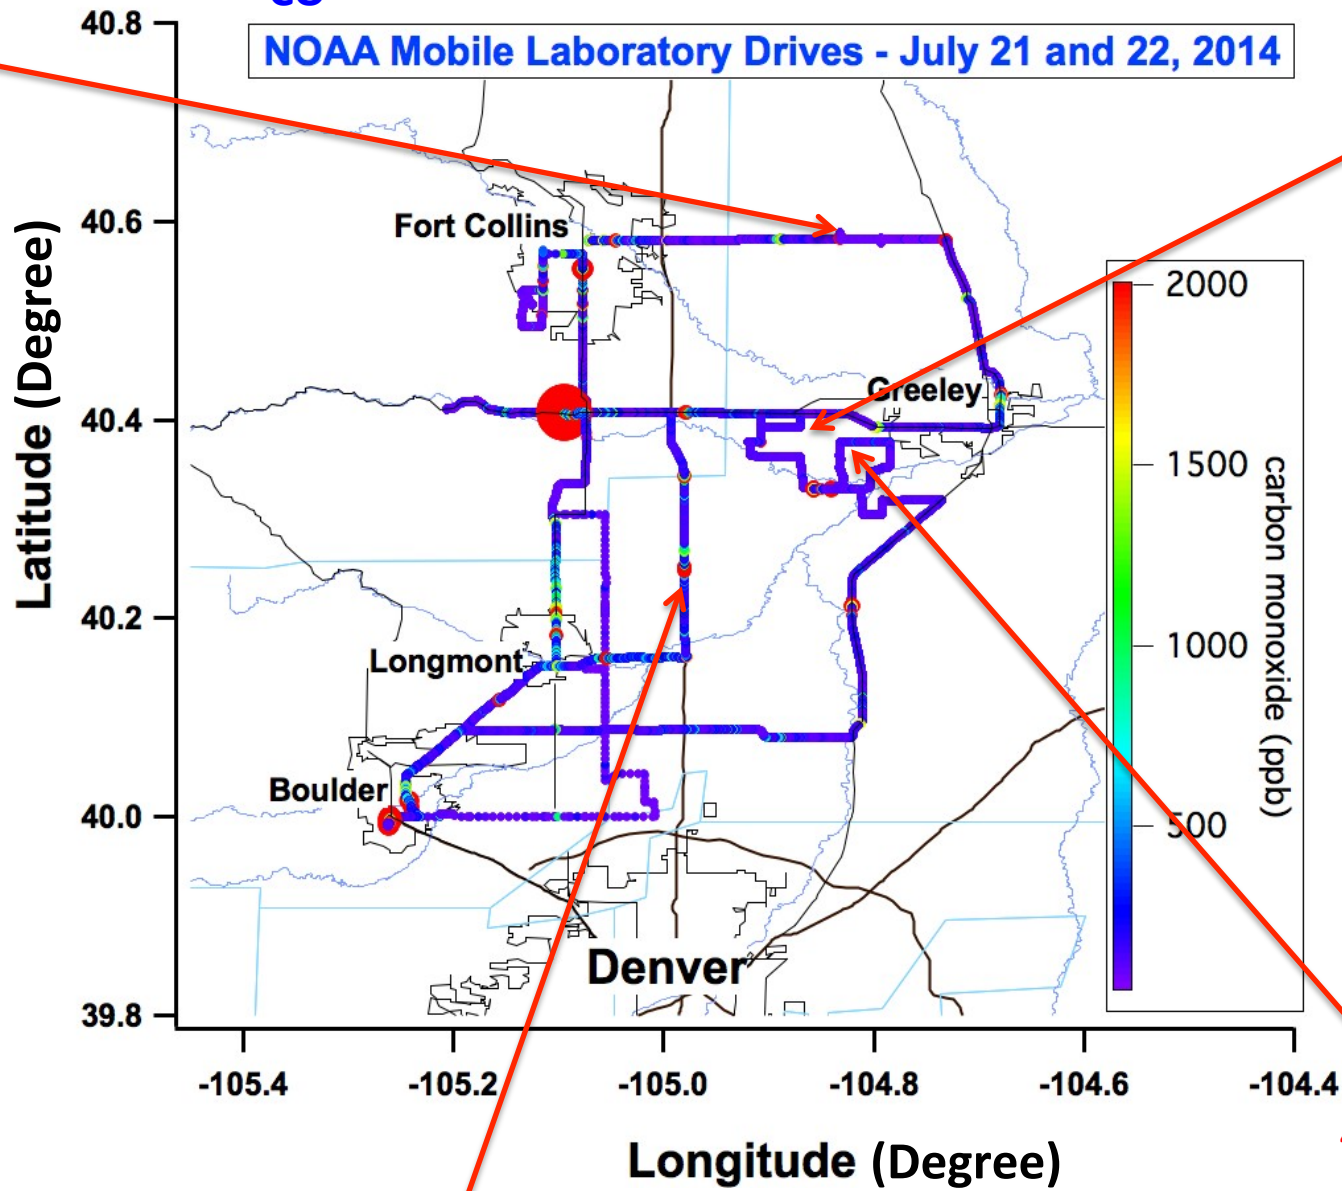 40.8
NOAA Mobile Laboratory Drives - July 21 and 22, 2014
40.6
Fort Collins
2000
Greeley
40.4
1500
carbon monoxide (ppb)
Latitude (Degree)
40.2
1000
Longmont
500
Boulder
40.0
Denver
39.8
-105.4 -105.2 -105.0 -104.8 -104.6 -104.4
Longitude (Degree)